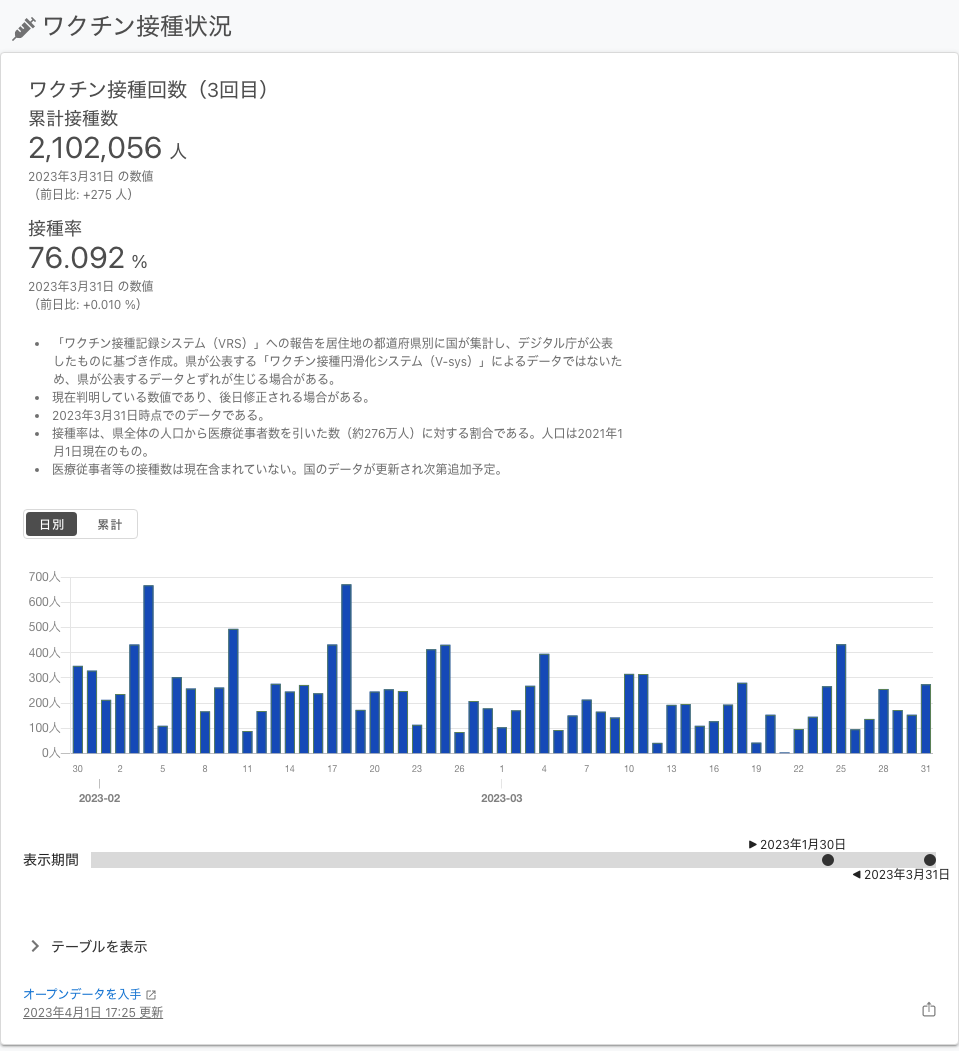 ワクチン接種状況
ワクチン接種回数（3回目）
累計接種数
2,102,056 人
2023年3月31日 の数値
（前日比: +275 人）
接種率
76.092 %
2023年3月31日 の数値
（前日比: +0.010 %）
• 「ワクチン接種記録システム（VRS）」への報告を居住地の都道府県別に国が集計し、デジタル庁が公表
したものに基づき作成。県が公表する「ワクチン接種円滑化システム（V-sys）」によるデータではないた
め、県が公表するデータとずれが生じる場合がある。
• 現在判明している数値であり、後日修正される場合がある。
• 2023年3月31日時点でのデータである。
• 接種率は、県全体の人口から医療従事者数を引いた数（約276万人）に対する割合である。人口は2021年1
月1日現在のもの。
• 医療従事者等の接種数は現在含まれていない。国のデータが更新され次第追加予定。
日別 累計
700人
600人
500人
400人
300人
200人
100人
0人
30 2 5 8 11 14 17 20 23 26 1 4 7 10 13 16 19 22 25 28 31
2023-02 2023-03
▶ 2023年1月30日
表示期間
◀ 2023年3月31日
テーブルを表示
オープンデータを入手
2023年4月1日 17:25 更新